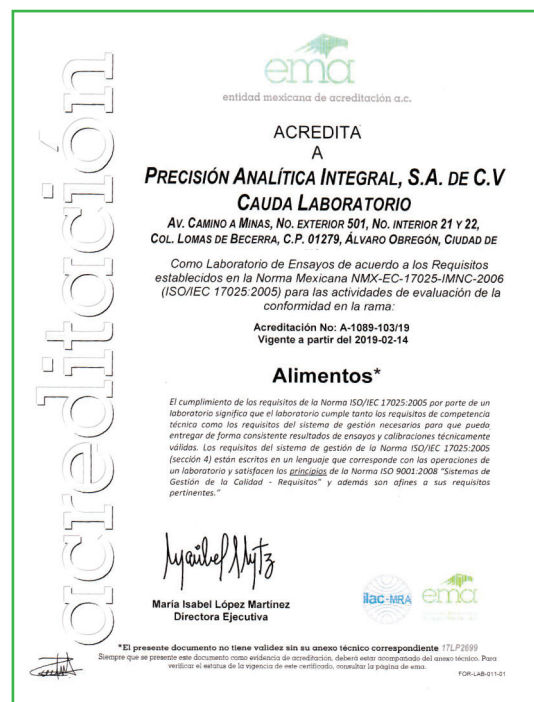 acreditación
ema
entidad mexicana de acreditación a.c.
ACREDITA
A
PRECISIÓN ANALÍTICA INTEGRAL, S.A. DE C.V
CAUDA LABORATORIO
AV. CAMINO A MINAS, NO. EXTERIOR 501, NO. INTERIOR 21 Y 22,
COL. LOMAS DE BECERRA, C.P. 01279, ÁLVARO OBREGÓN, CIUDAD DE
Como Laboratorio de Ensayos de acuerdo a los Requisitos
establecidos en la Norma Mexicana NMX-EC-17025-IMNC-2006
(ISO/IEC 17025:2005) para las actividades de evaluación de la
conformidad en la rama:
Acreditación No: A-1089-103/19
Vigente a partir del 2019-02-14
Alimentos*
El cumplimiento de los requisitos de la Norma ISO/IEC 17025:2005 por parte de un
laboratorio significa que el laboratorio cumple tanto los requisitos de competencia
técnica como los requisitos del sistema de gestión necesarios para que pueda
entregar de forma consistente resultados de ensayos y calibraciones técnicamente
válidas. Los requisitos del sistema de gestión de la Norma ISO/IEC 17025:2005
(sección 4) están escritos en un lenguaje que corresponde con las operaciones de
un laboratorio y satisfacen los principios de la Norma ISO 9001:2008 "Sistemas de
Gestión de la Calidad - Requisitos" y además son afines a sus requisitos
pertinentes."
María Isabel López Martínez
Directora Ejecutiva
ilac-MRA
ema
*El presente documento no tiene validez sin su anexo técnico correspondiente 17LP2699
Siempre que se presente este documento como evidencia de acreditación, deberá estar acompañado del anexo técnico. Para
verificar el estatus de la vigencia de este certificado, consultar la página de ema.
FOR-LAB-011-01